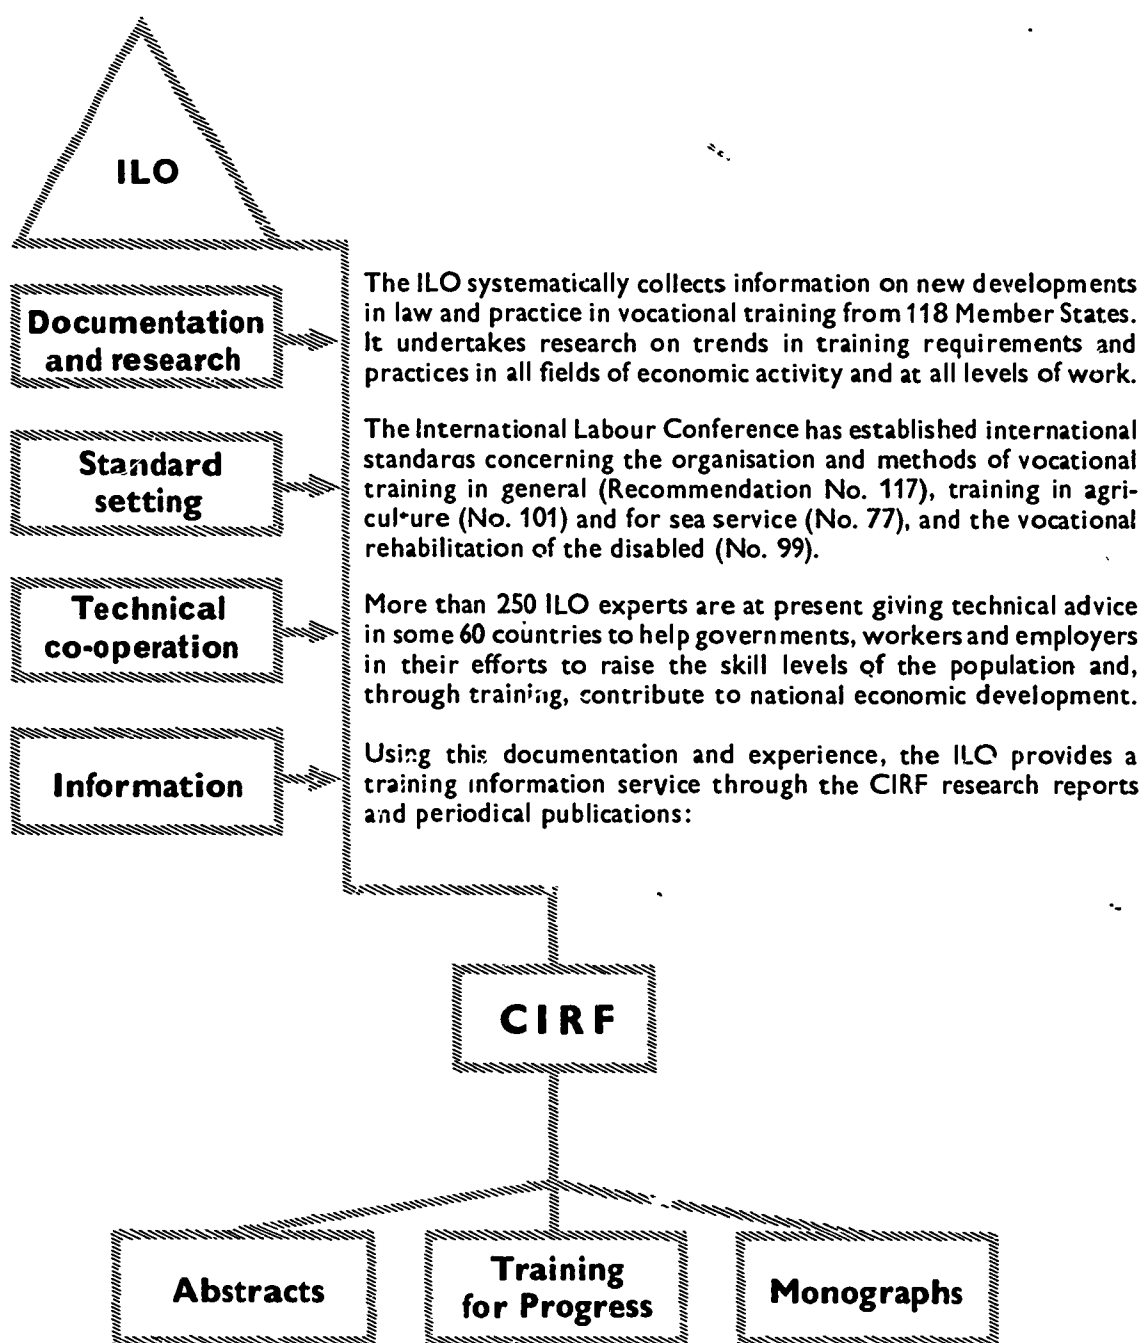 ILO
Documentation
and research
The ILO systematically collects information on new developments
in law and practice in vocational training from 118 Member States.
It undertakes research on trends in training requirements and
practices in all fields of economic activity and at all levels of work.
Standard
setting
The International Labour Conference has established international
standards concerning the organisation and methods of vocational
training in general (Recommendation No. 117), training in agri-
culture (No. 101) and for sea service (No. 77), and the vocational
rehabilitation of the disabled (No. 99).
Technical
co-operation
More than 250 ILO experts are at present giving technical advice
in some 60 countries to help governments, workers and employers
in their efforts to raise the skill levels of the population and,
through training, contribute to national economic development.
Information
Using this documentation and experience, the ILO provides a
training information service through the CIRF research reports
and periodical publications:
CIRF
Abstracts
Training
for Progress
Monographs